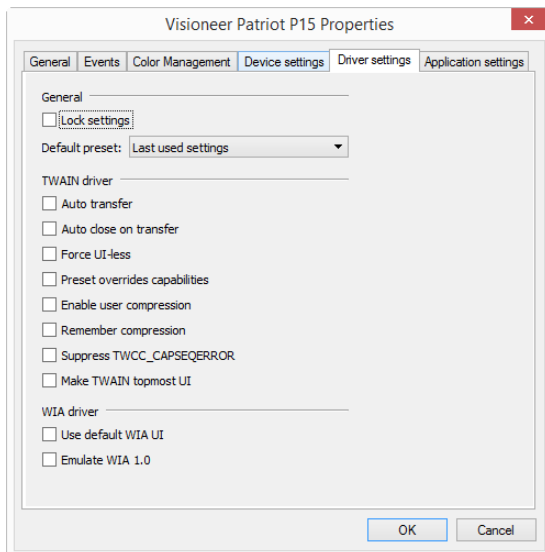 Visioneer Patriot P15 Properties
General Events Color Management Device settings Driver settings Application settings
General
Lock settings
Default preset: Last used settings
TWAIN driver
Auto transfer
Auto close on transfer
Force UI-less
Preset overrides capabilities
Enable user compression
Remember compression
Suppress TWCC_CAPSEQERROR
Make TWAIN topmost UI
WIA driver
Use default WIA UI
Emulate WIA 1.0
OK Cancel